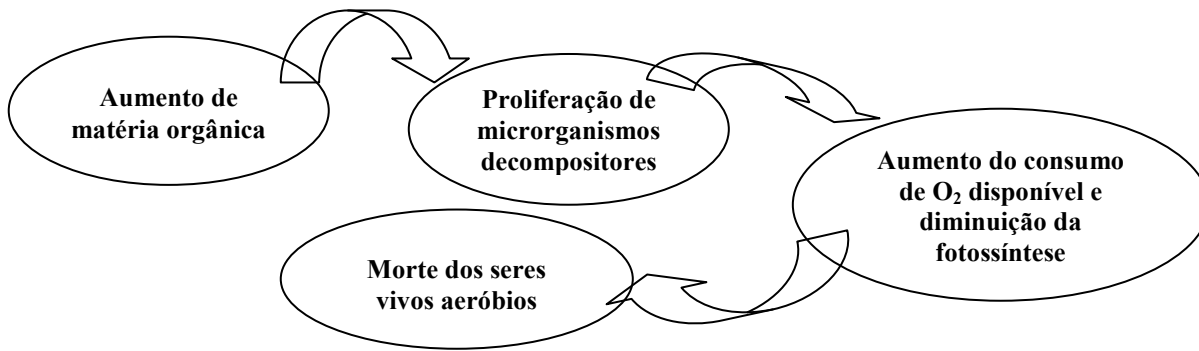 Aumento de
matéria orgânica
Proliferação de
microrganismos
decompositores
Aumento do consumo
de O₂ disponível e
diminuição da
fotossíntese
Morte dos seres
vivos aeróbios